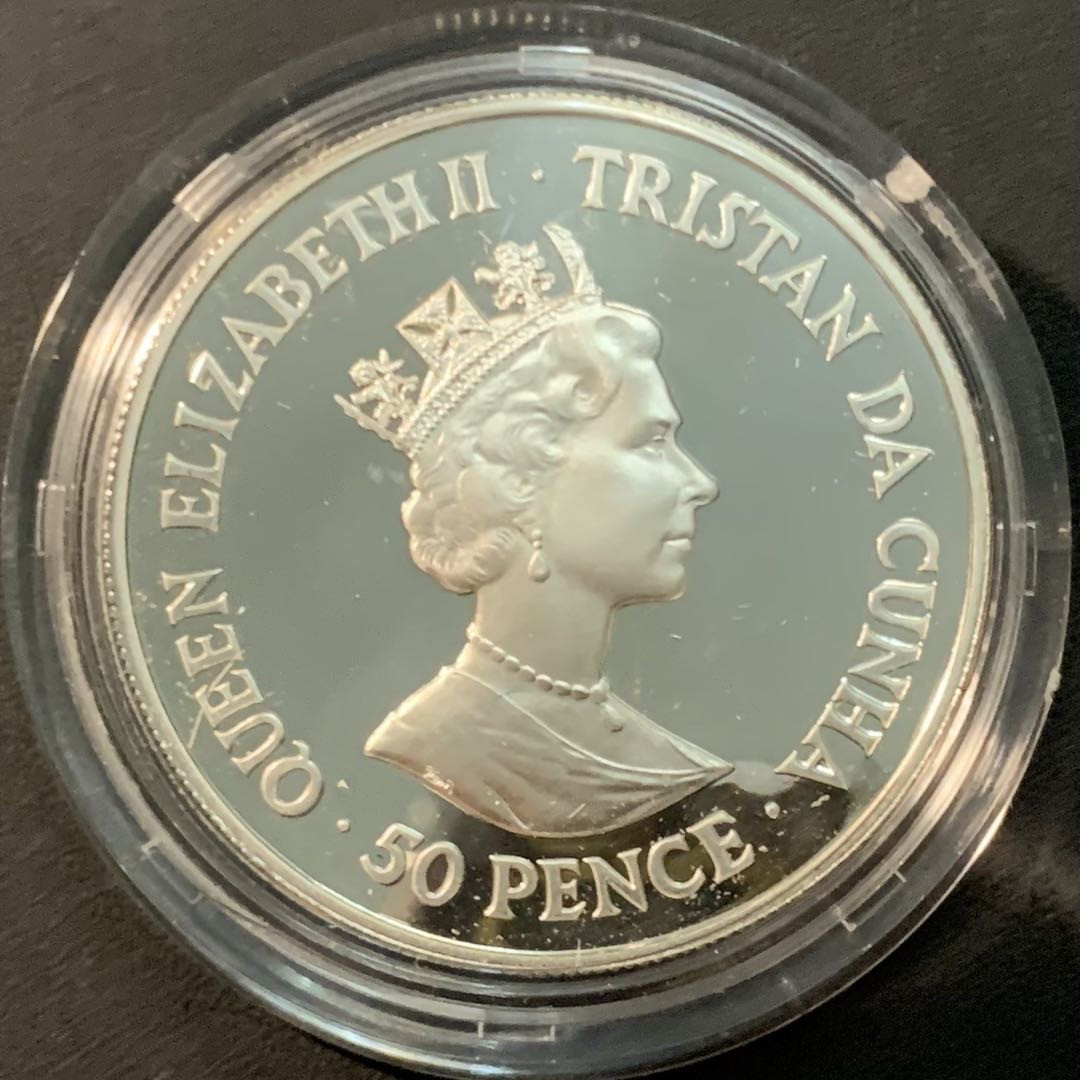 QUEEN ELIZABETH II · TRISTAN DA CUNHA
· 50 PENCE ·